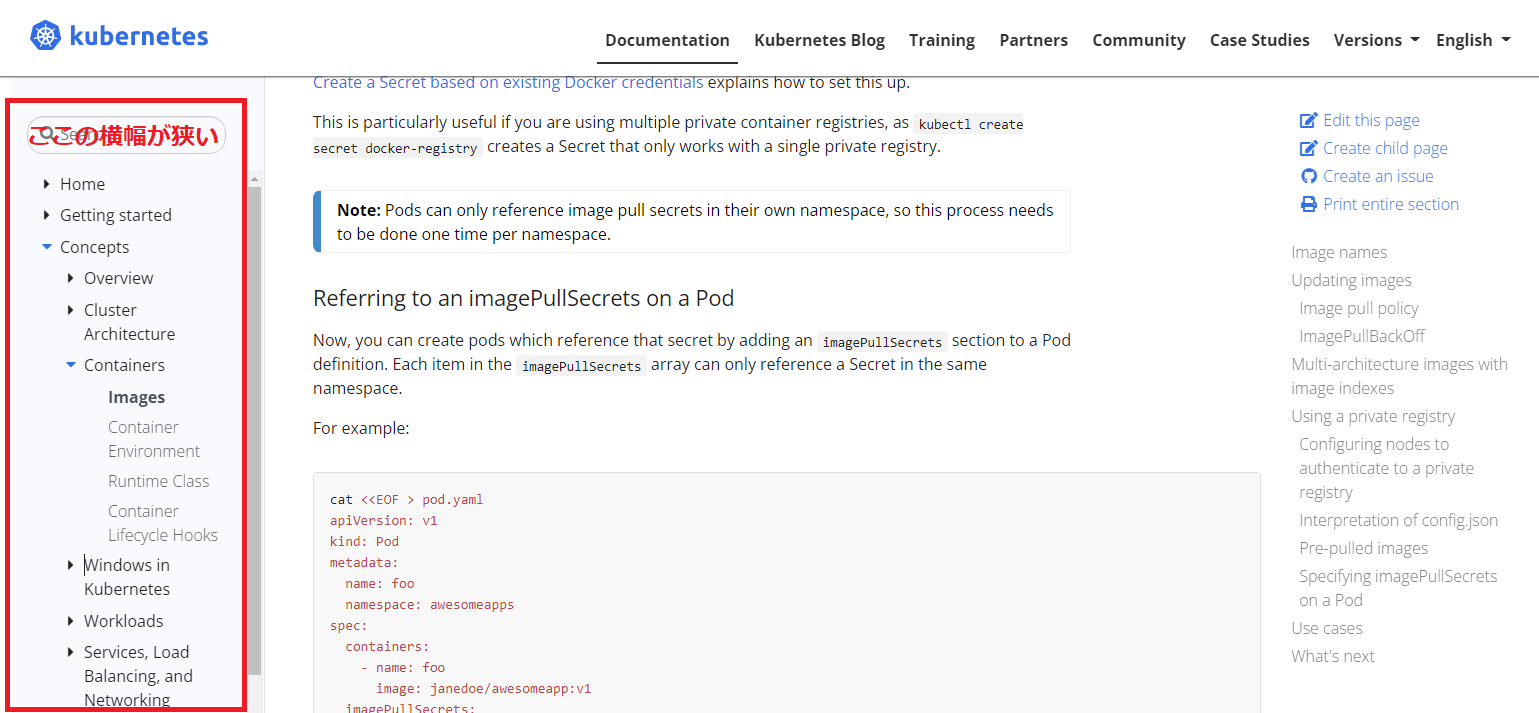 kubernetes
Documentation Kubernetes Blog Training Partners Community Case Studies Versions English
ここの横幅が狭い
Home
Getting started
Concepts
Overview
Cluster
Architecture
Containers
Images
Container
Environment
Runtime Class
Container
Lifecycle Hooks
Windows in
Kubernetes
Workloads
Services, Load
Balancing, and
Networking
Create a Secret based on existing Docker credentials explains how to set this up.
This is particularly useful if you are using multiple private container registries, as kubectl create
secret docker-registry creates a Secret that only works with a single private registry.
Note: Pods can only reference image pull secrets in their own namespace, so this process needs
to be done one time per namespace.
Referring to an imagePullSecrets on a Pod
Now, you can create pods which reference that secret by adding an imagePullSecrets section to a Pod
definition. Each item in the imagePullSecrets array can only reference a Secret in the same
namespace.
For example:
cat <<EOF > pod.yaml
apiVersion: v1
kind: Pod
metadata:
  name: foo
  namespace: awesomeapps
spec:
  containers:
    - name: foo
      image: janedoe/awesomeapp:v1
  imagePullSecrets:
Edit this page
Create child page
Create an issue
Print entire section
Image names
Updating images
Image pull policy
ImagePullBackOff
Multi-architecture images with
image indexes
Using a private registry
Configuring nodes to
authenticate to a private
registry
Interpretation of config.json
Pre-pulled images
Specifying imagePullSecrets
on a Pod
Use cases
What's next